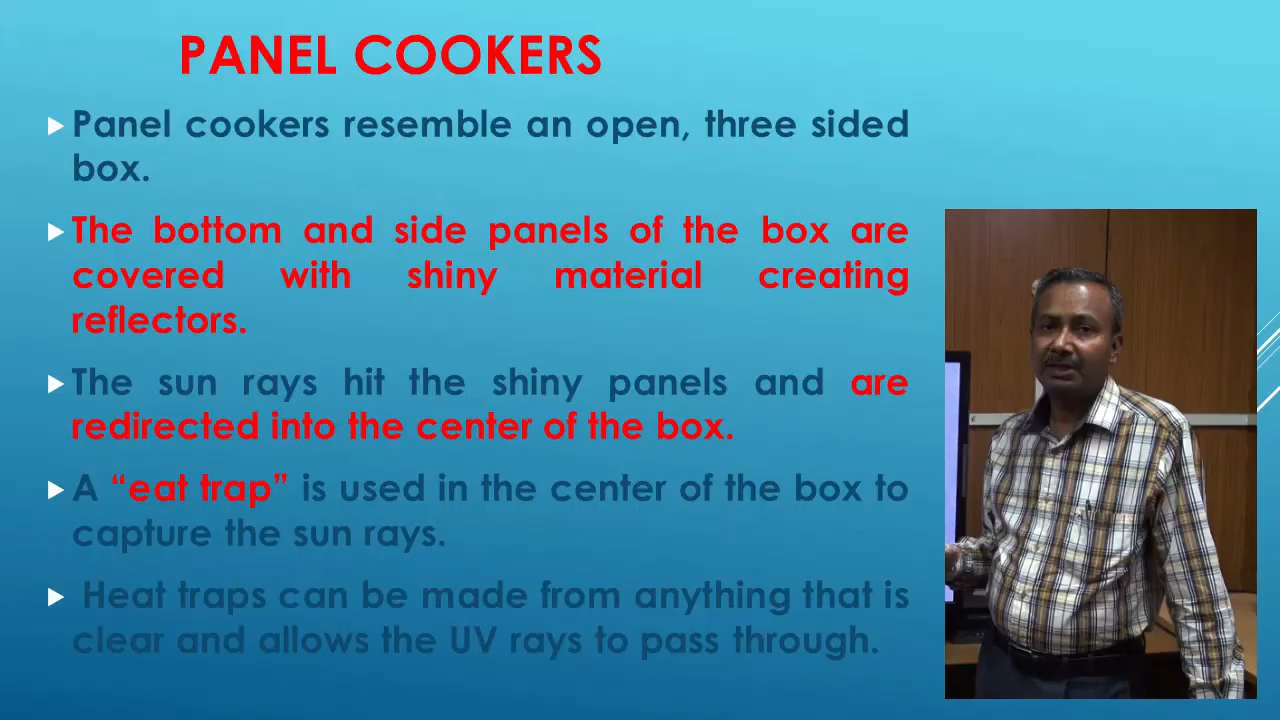 PANEL COOKERS
Panel cookers resemble an open, three sided
box.
The bottom and side panels of the box are
covered with shiny material creating
reflectors.
The sun rays hit the shiny panels and are
redirected into the center of the box.
A “eat trap” is used in the center of the box to
capture the sun rays.
Heat traps can be made from anything that is
clear and allows the UV rays to pass through.